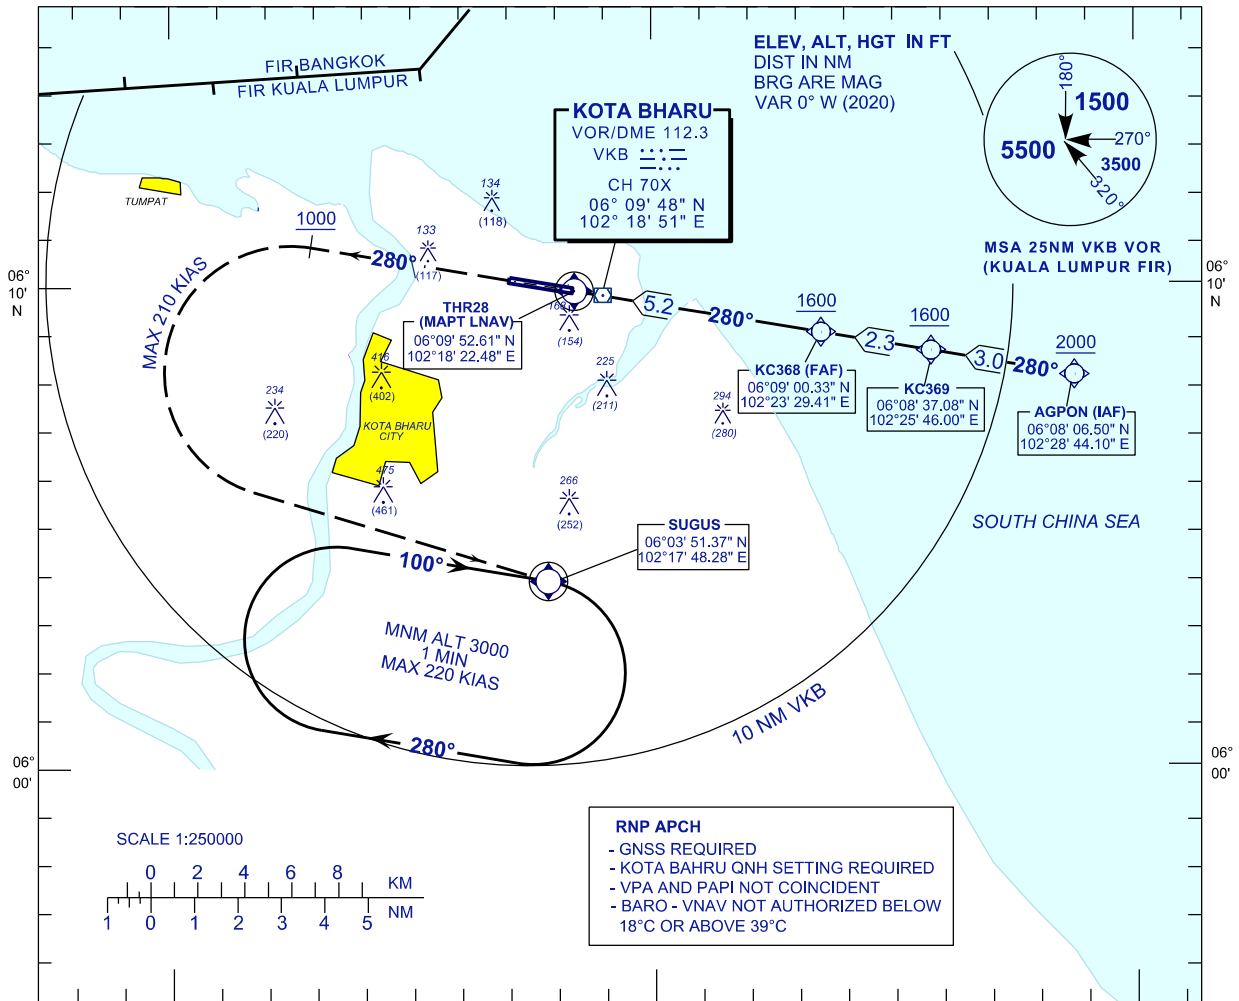 FIR BANGKOK
FIR KUALA LUMPUR
ELEV, ALT, HGT IN FT
DIST IN NM
BRG ARE MAG
VAR 0° W (2020)
180°
1500
270°
5500
3500
320°
MSA 25NM VKB VOR
(KUALA LUMPUR FIR)
KOTA BHARU
VOR/DME 112.3
VKB
CH 70X
06° 09' 48" N
102° 18' 51" E
TUMPAT
134
(118)
1000
133
(117)
280°
MAX 210 KIAS
06°
10'
N
06°
10'
N
THR28
(MAPT LNAV)
06°09' 52.61" N
102°18' 22.48" E
(154)
5.2
280°
1600
2.3
1600
3.0
280°
2000
KC368 (FAF)
06°09' 00.33" N
102°23' 29.41" E
KC369
06°08' 37.08" N
102°25' 46.00" E
AGPON (IAF)
06°08' 06.50" N
102°28' 44.10" E
416
(402)
225
(211)
234
(220)
294
(280)
KOTA BHARU
CITY
475
(461)
266
(252)
SUGUS
06°03' 51.37" N
102°17' 48.28" E
SOUTH CHINA SEA
100°
MNM ALT 3000
1 MIN
MAX 220 KIAS
280°
10 NM VKB
06°
00'
06°
00'
SCALE 1:250000
0 2 4 6 8 KM
1 0 1 2 3 4 5 NM
RNP APCH
- GNSS REQUIRED
- KOTA BAHRU QNH SETTING REQUIRED
- VPA AND PAPI NOT COINCIDENT
- BARO - VNAV NOT AUTHORIZED BELOW
18°C OR ABOVE 39°C